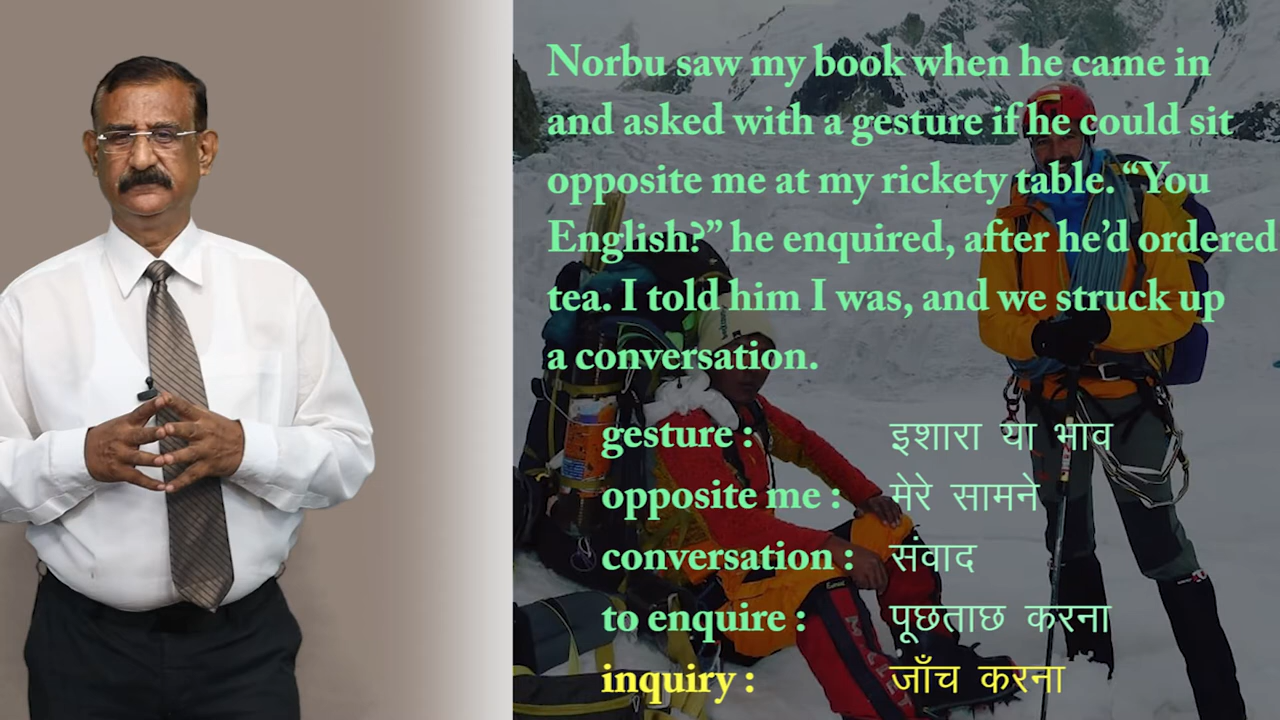 Norbu saw my book when he came in
and asked with a gesture if he could sit
opposite me at my rickety table. “You
English?” he enquired, after he’d ordered
tea. I told him I was, and we struck up
a conversation.
gesture : इशारा या भाव
opposite me : मेरे सामने
conversation : संवाद
to enquire : पूछताछ करना
inquiry : जाँच करना